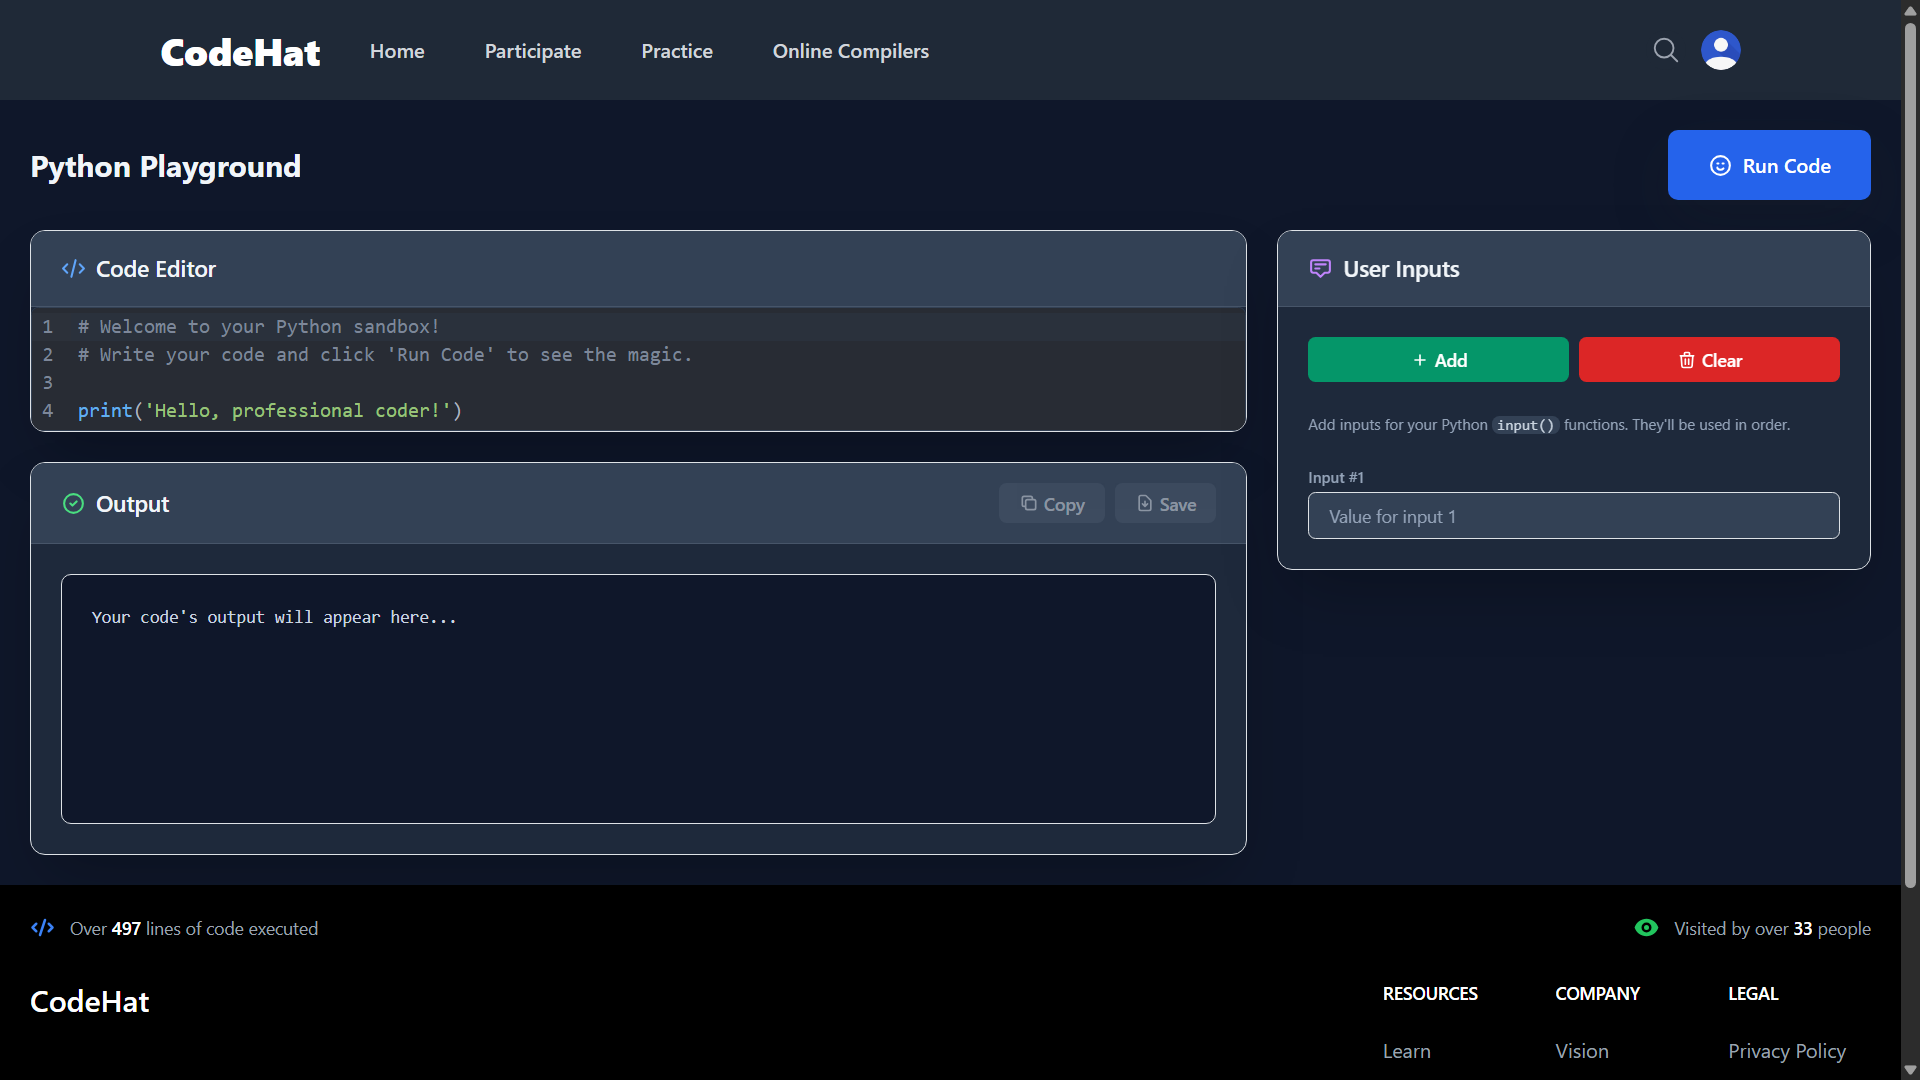 CodeHat
Home
Participate
Practice
Online Compilers
Python Playground
Run Code
Code Editor
1 # Welcome to your Python sandbox!
2 # Write your code and click 'Run Code' to see the magic.
3
4 print('Hello, professional coder!')
User Inputs
+ Add
Clear
Add inputs for your Python input() functions. They'll be used in order.
Input #1
Value for input 1
Output
Copy
Save
Your code's output will appear here...
Over 497 lines of code executed
Visited by over 33 people
CodeHat
RESOURCES
COMPANY
LEGAL
Learn
Vision
Privacy Policy